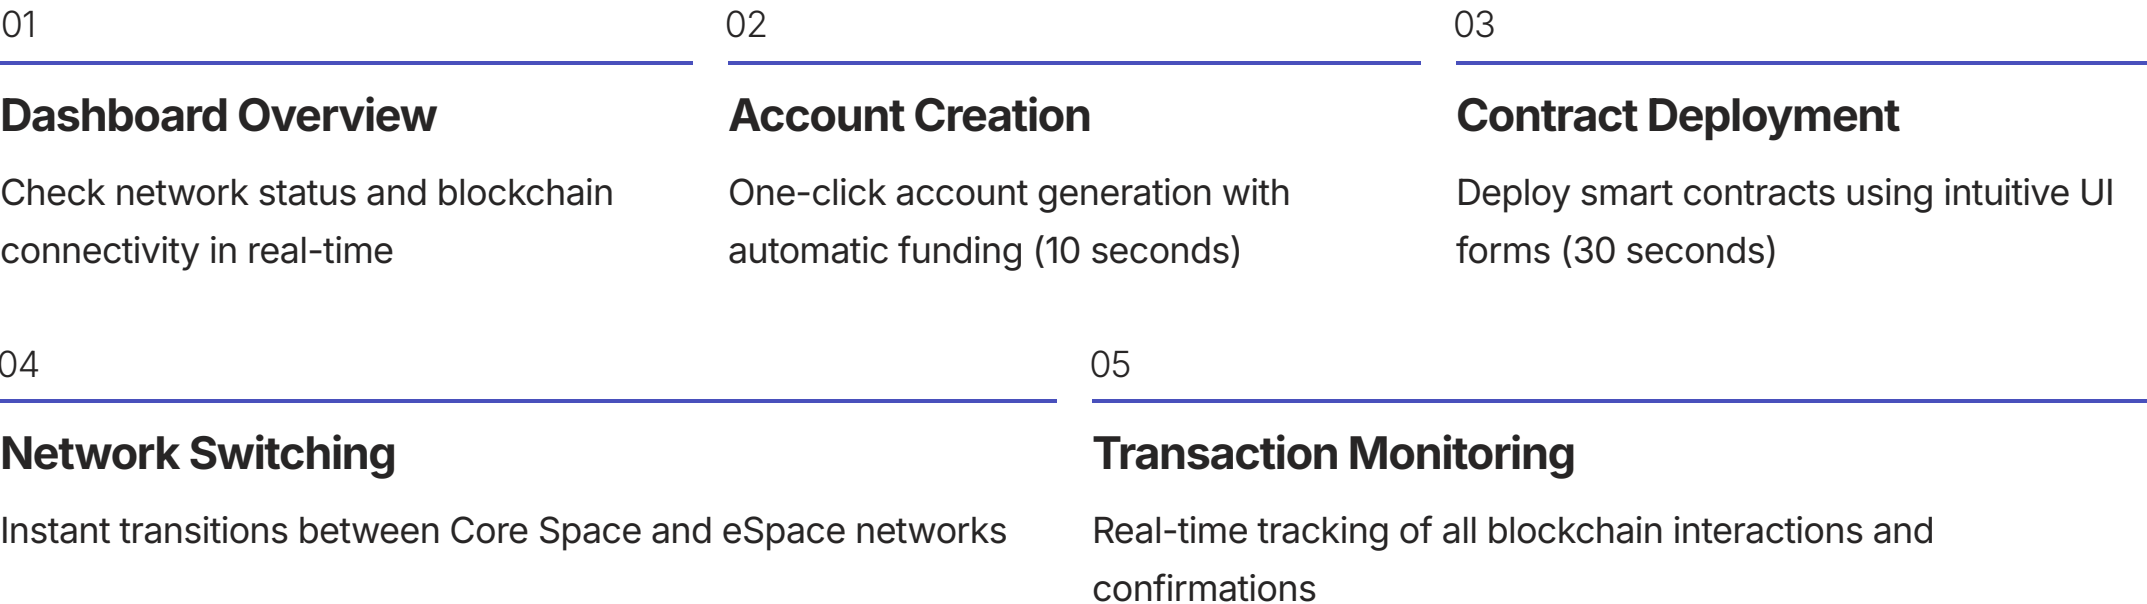 01
Dashboard Overview
Check network status and blockchain
connectivity in real-time
02
Account Creation
One-click account generation with
automatic funding (10 seconds)
03
Contract Deployment
Deploy smart contracts using intuitive UI
forms (30 seconds)
04
Network Switching
Instant transitions between Core Space and eSpace networks
05
Transaction Monitoring
Real-time tracking of all blockchain interactions and
confirmations